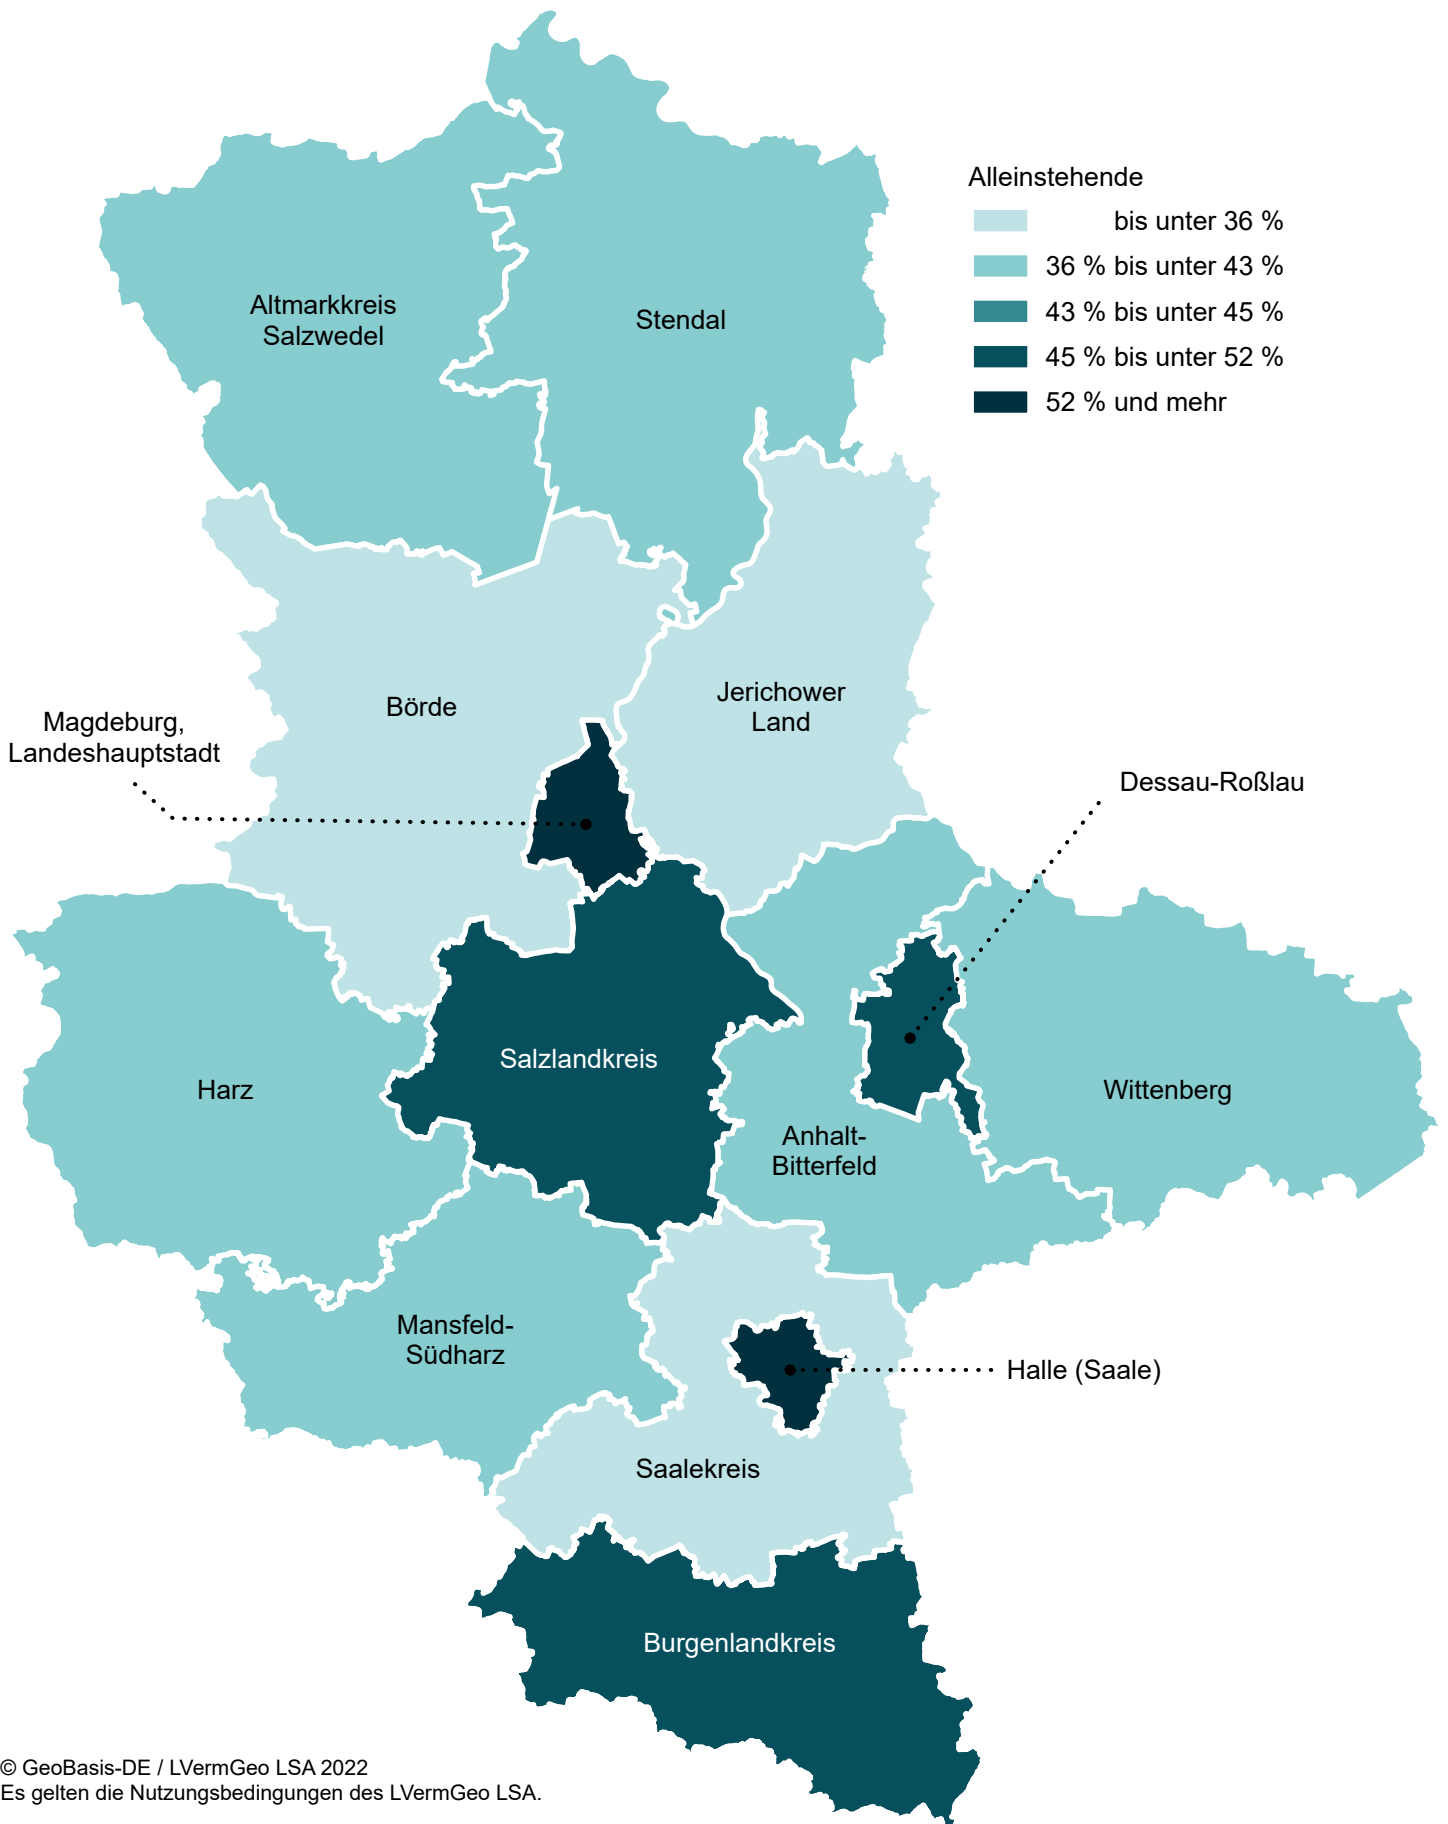 Alleinstehende
bis unter 36 %
36 % bis unter 43 %
43 % bis unter 45 %
45 % bis unter 52 %
52 % und mehr
Altmarkkreis
Salzwedel
Stendal
Börde
Jerichower
Land
Magdeburg,
Landeshauptstadt
Dessau-Roßlau
Salzlandkreis
Harz
Wittenberg
Anhalt-
Bitterfeld
Mansfeld-
Südharz
Halle (Saale)
Saalekreis
Burgenlandkreis
© GeoBasis-DE / LVermGeo LSA 2022
Es gelten die Nutzungsbedingungen des LVermGeo LSA.